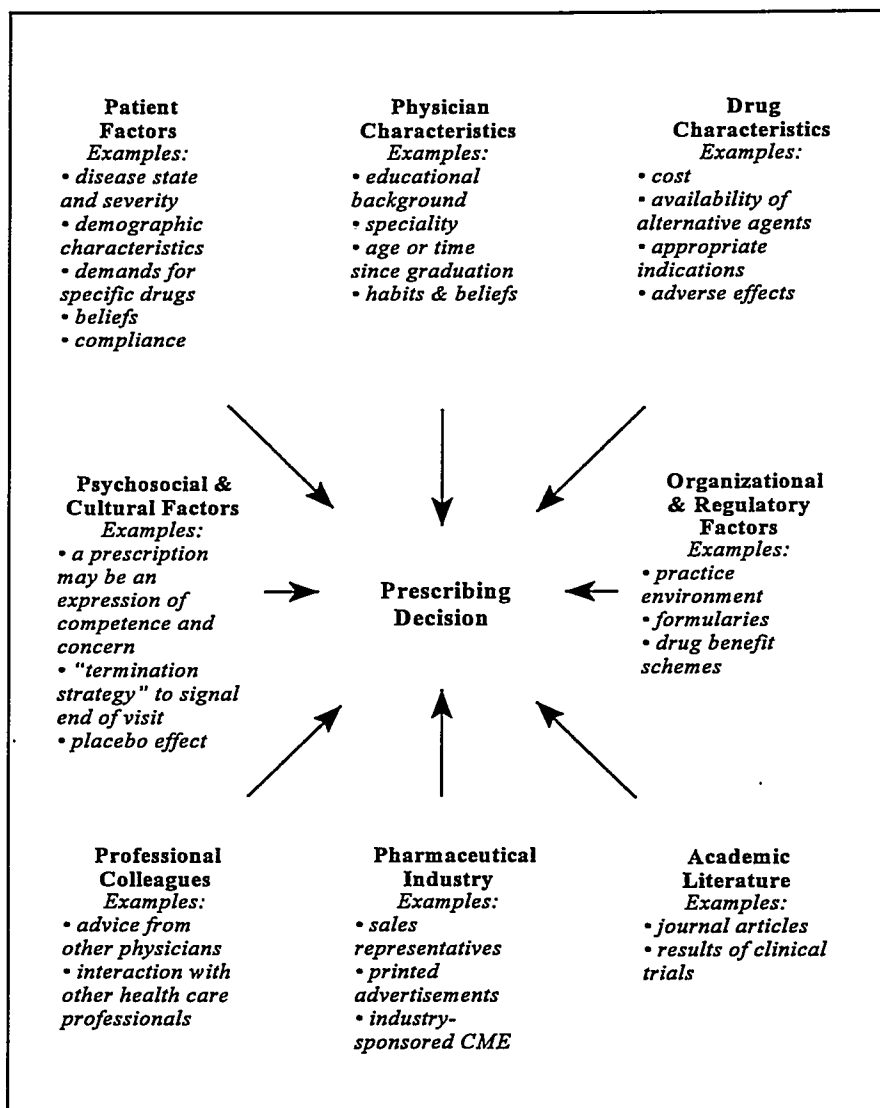 Patient
Factors
Examples:
• disease state
and severity
• demographic
characteristics
• demands for
specific drugs
• beliefs
• compliance
Physician
Characteristics
Examples:
• educational
background
• speciality
• age or time
since graduation
• habits & beliefs
Drug
Characteristics
Examples:
• cost
• availability of
alternative agents
• appropriate
indications
• adverse effects
Psychosocial &
Cultural Factors
Examples:
• a prescription
may be an
expression of
competence and
concern
• "termination
strategy" to signal
end of visit
• placebo effect
Prescribing
Decision
Organizational
& Regulatory
Factors
Examples:
• practice
environment
• formularies
• drug benefit
schemes
Professional
Colleagues
Examples:
• advice from
other physicians
• interaction with
other health care
professionals
Pharmaceutical
Industry
Examples:
• sales
representatives
• printed
advertisements
• industry-
sponsored CME
Academic
Literature
Examples:
• journal articles
• results of clinical
trials